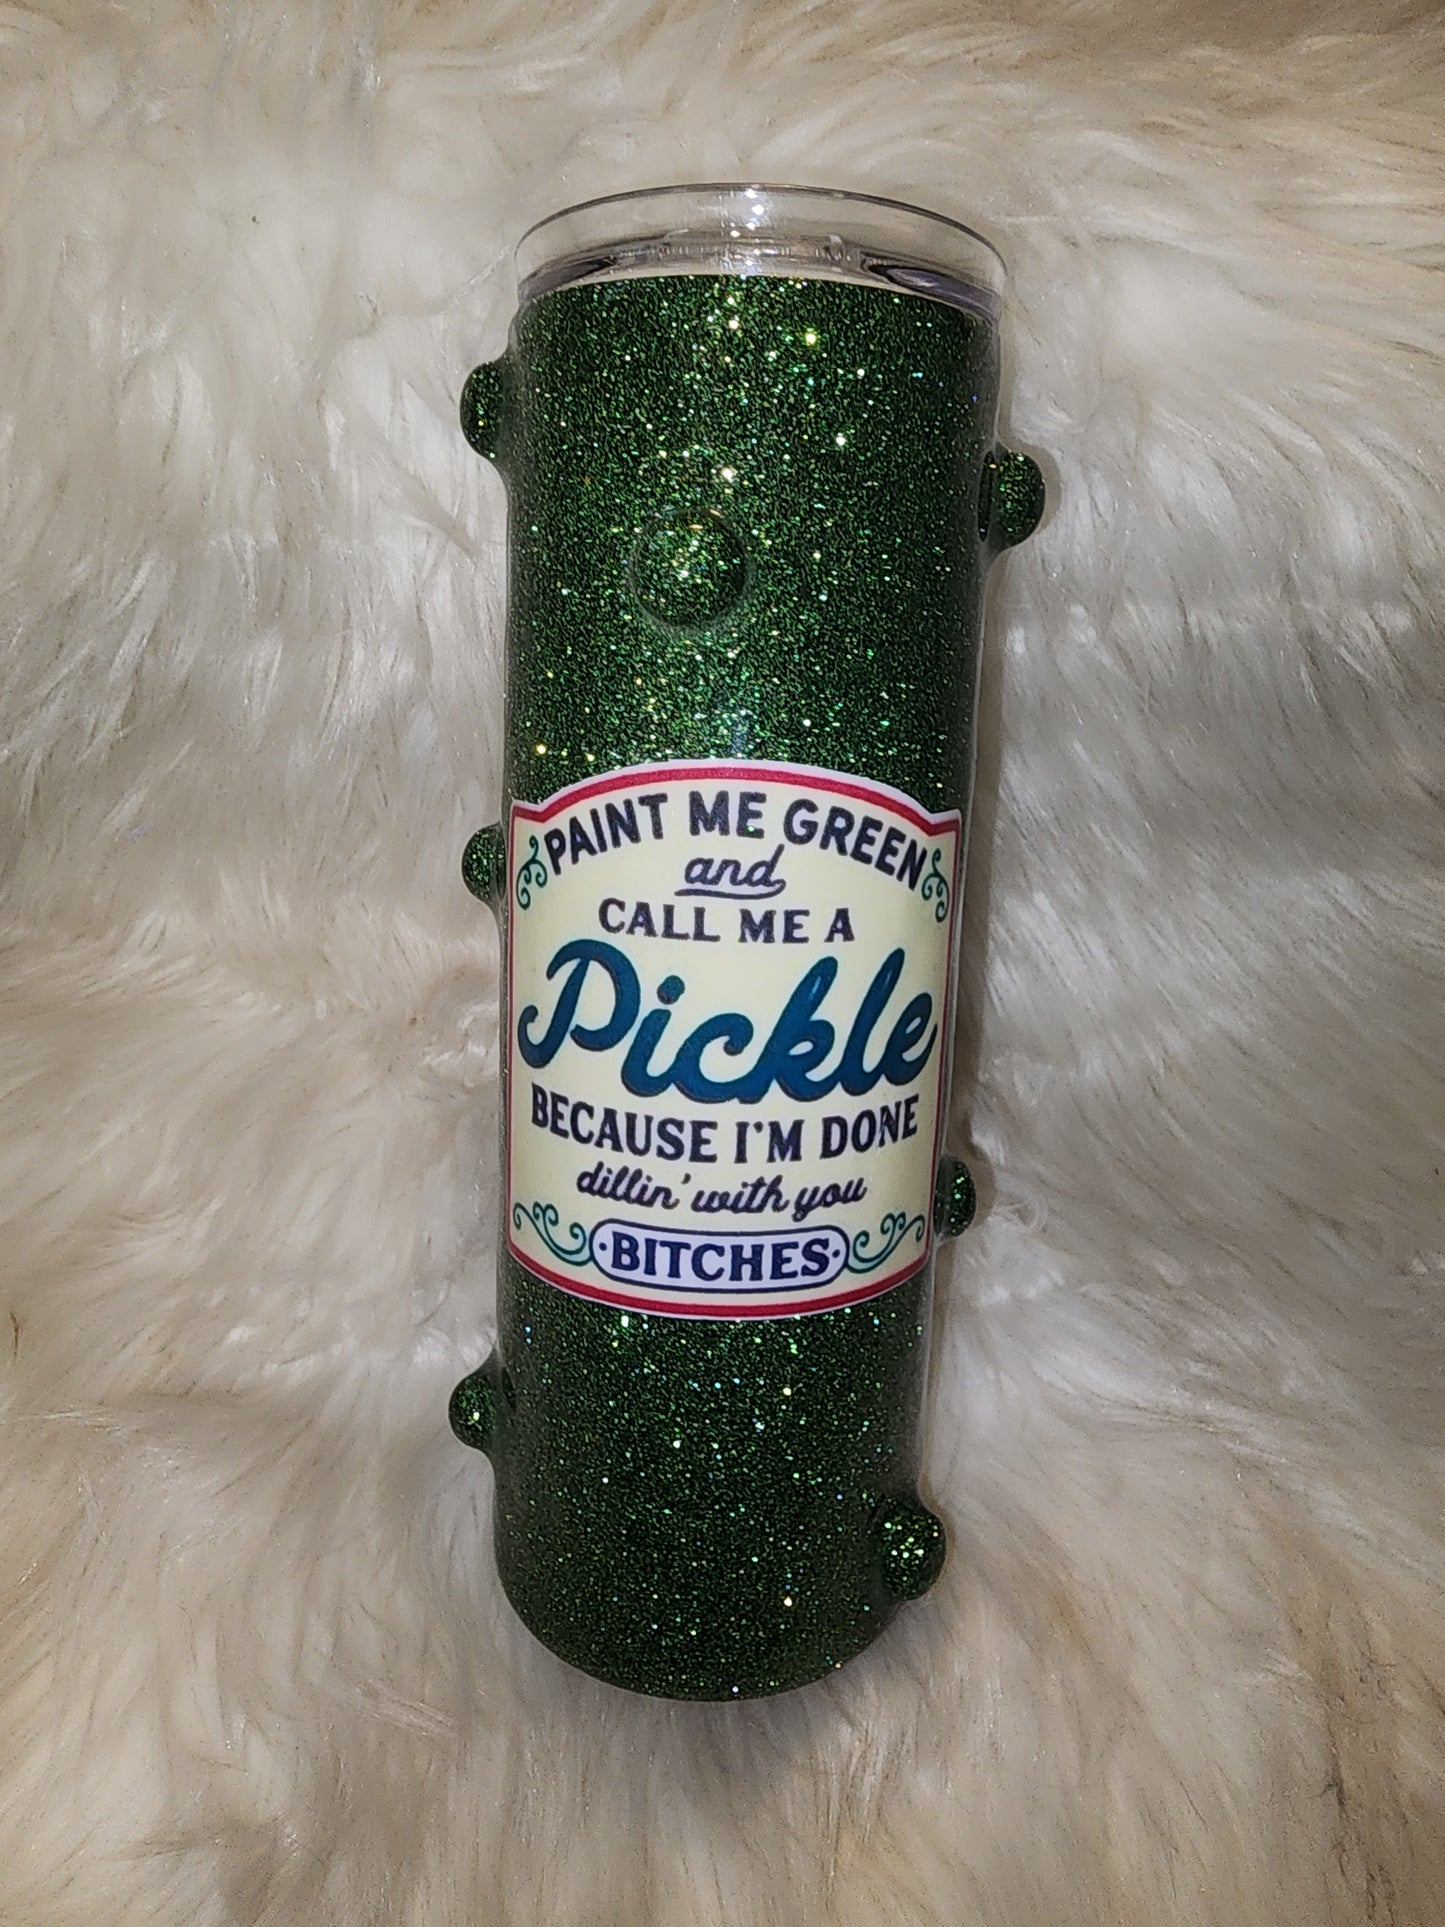 PAINT ME GREEN
and
CALL ME A
Pickle
BECAUSE I'M DONE
dillin' with you
·BITCHES·